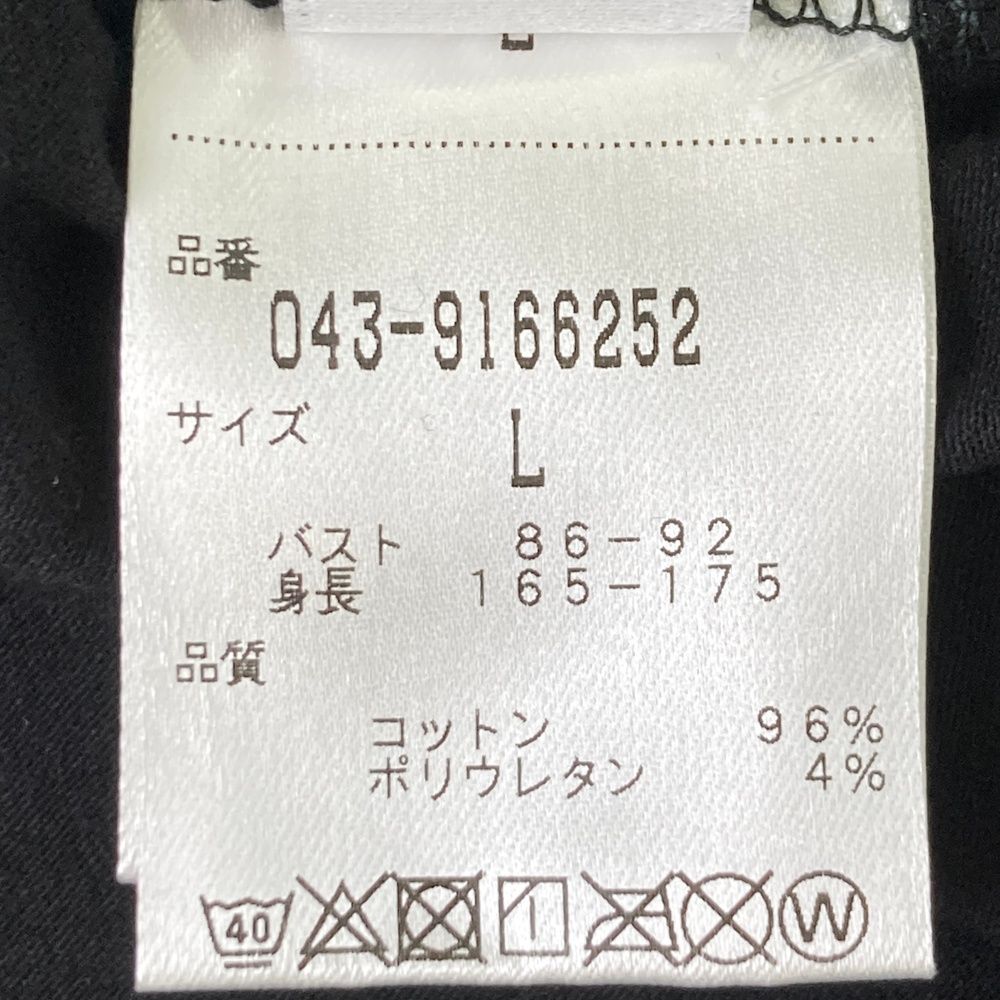 品番
043-9166252
サイズ
L
バスト 86-92
身長 165-175
品質
コットン 96%
ポリウレタン 4%
40
W